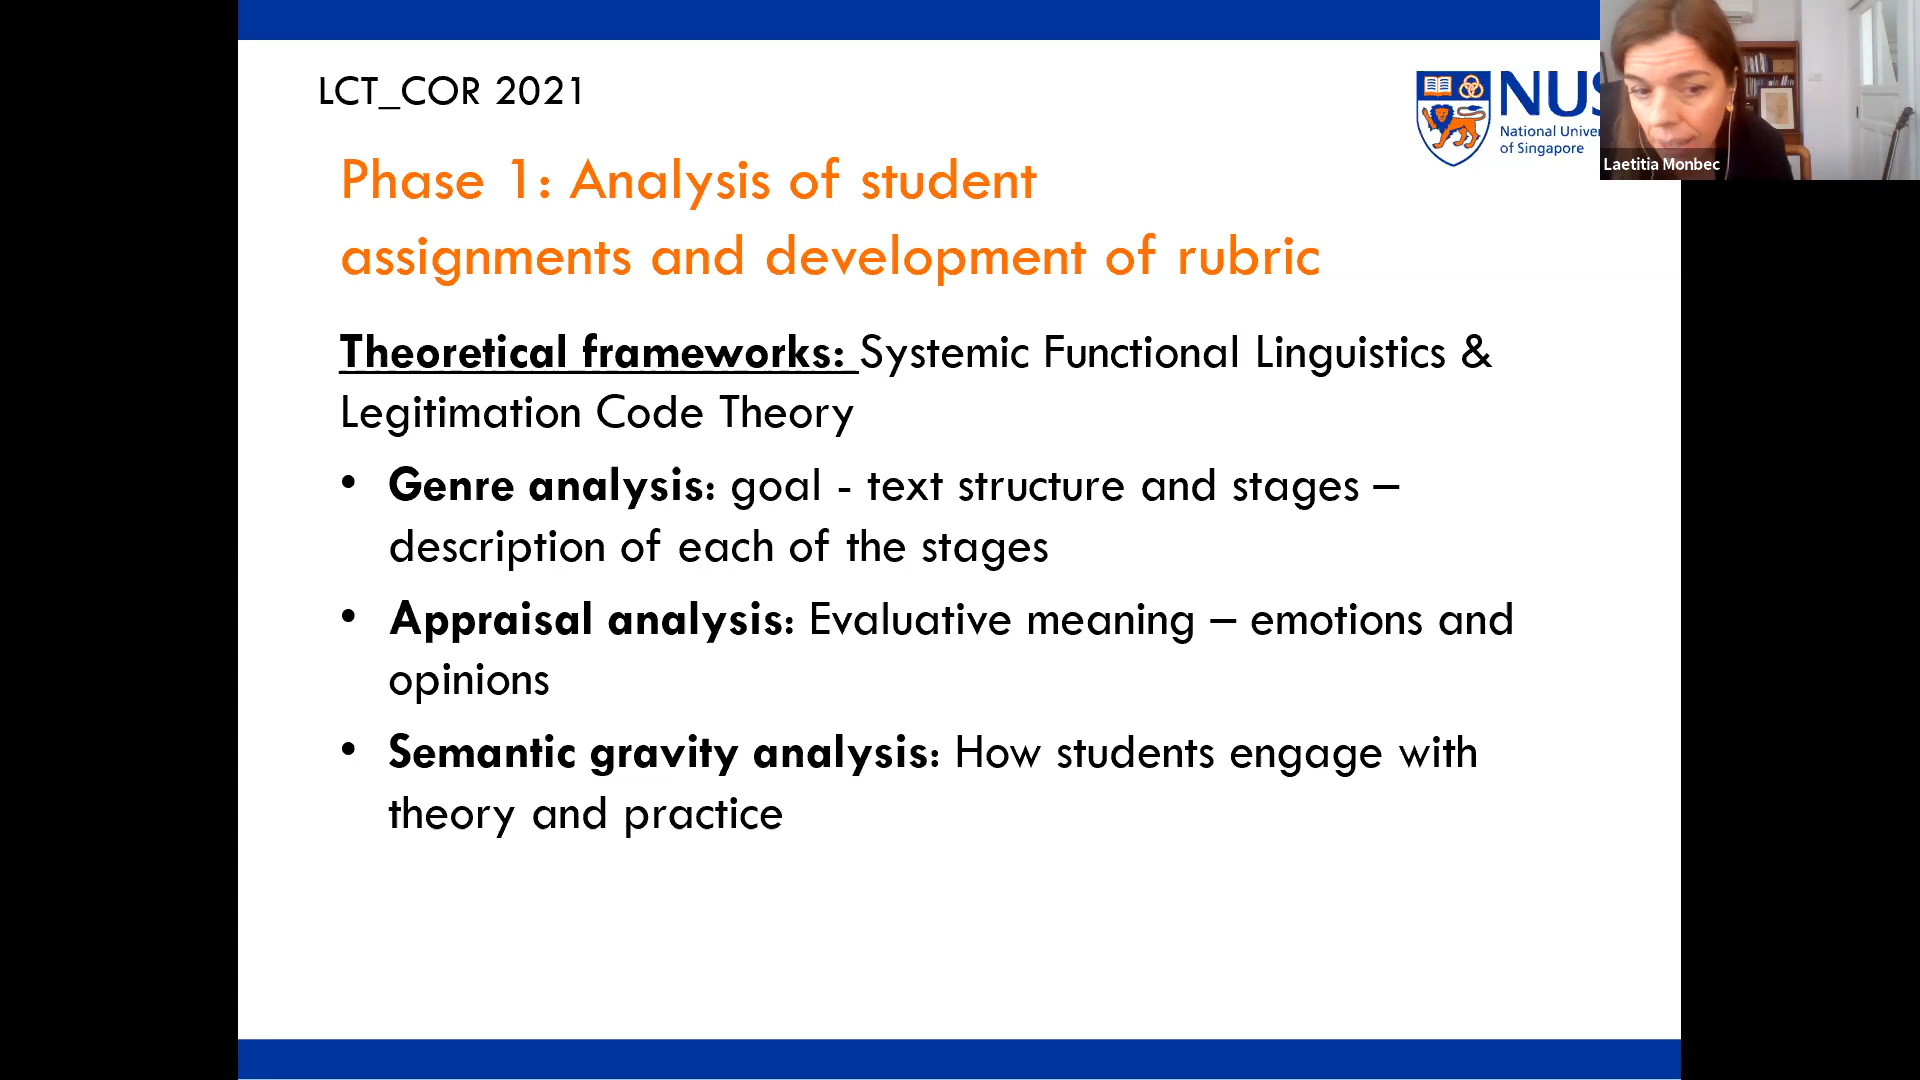 LCT_COR 2021
NUS
National Univer
of Singapore
Laetitia Monbec
Phase 1: Analysis of student
assignments and development of rubric
Theoretical frameworks: Systemic Functional Linguistics &
Legitimation Code Theory
• Genre analysis: goal - text structure and stages –
description of each of the stages
• Appraisal analysis: Evaluative meaning – emotions and
opinions
• Semantic gravity analysis: How students engage with
theory and practice